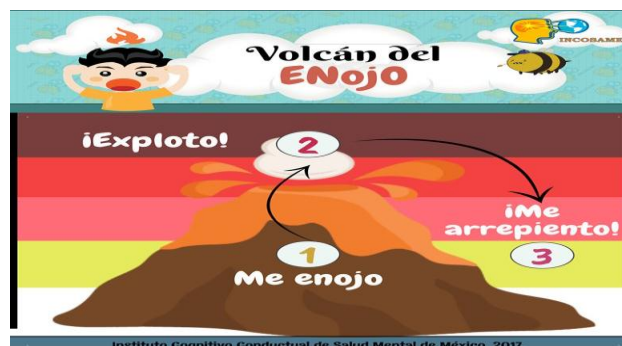 Volcán del
ENojO
INCOSAME
¡Exploto!
2
¡Me
arrepiento!
1
3
Me enojo
Instituto Cognitivo Conductual de Salud Mental de México, 2017